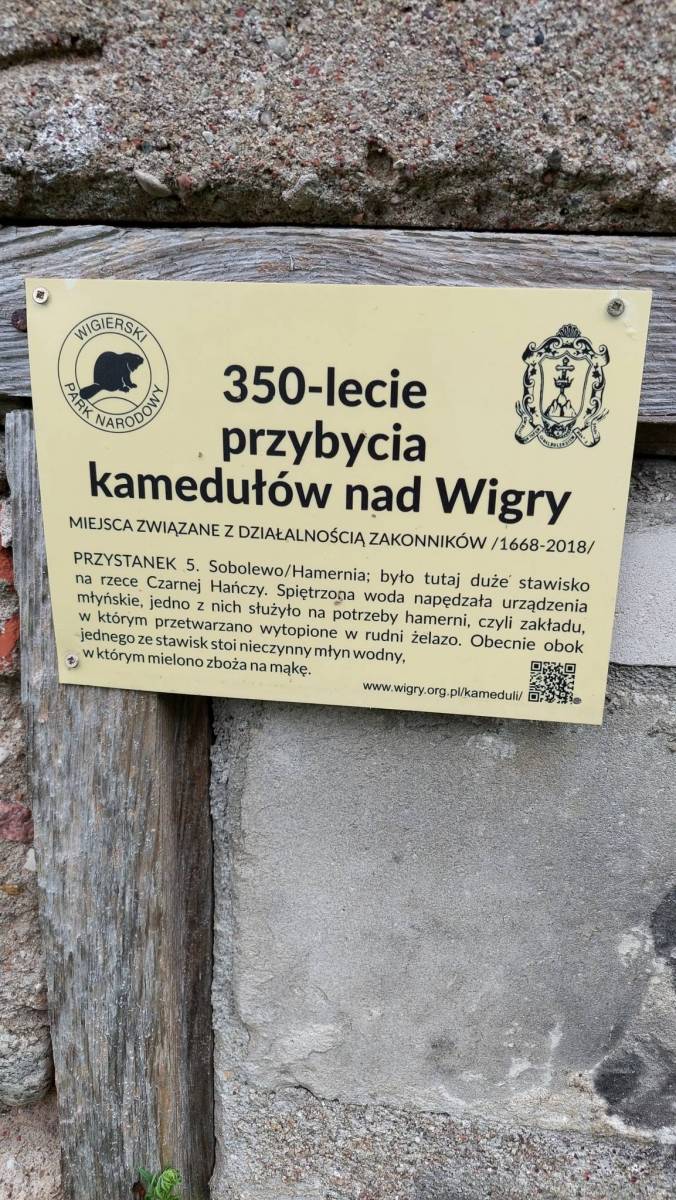 WIGIERSKI
PARK NARODOWY
350-lecie
przybycia
kamedułów nad Wigry
MIEJSCA ZWIĄZANE Z DZIAŁALNOŚCIĄ ZAKONNIKÓW /1668-2018/
PRZYSTANEK 5. Sobolewo/Hamernia; było tutaj duże stawisko
na rzece Czarnej Hańczy. Spiętrzona woda napędzała urządzenia
młyńskie, jedno z nich służyło na potrzeby hamerni, czyli zakładu,
w którym przetwarzano wytopione w rudni żelazo. Obecnie obok
jednego ze stawisk stoi nieczynny młyn wodny,
w którym mielono zboża na mąkę.
www.wigry.org.pl/kameduli/